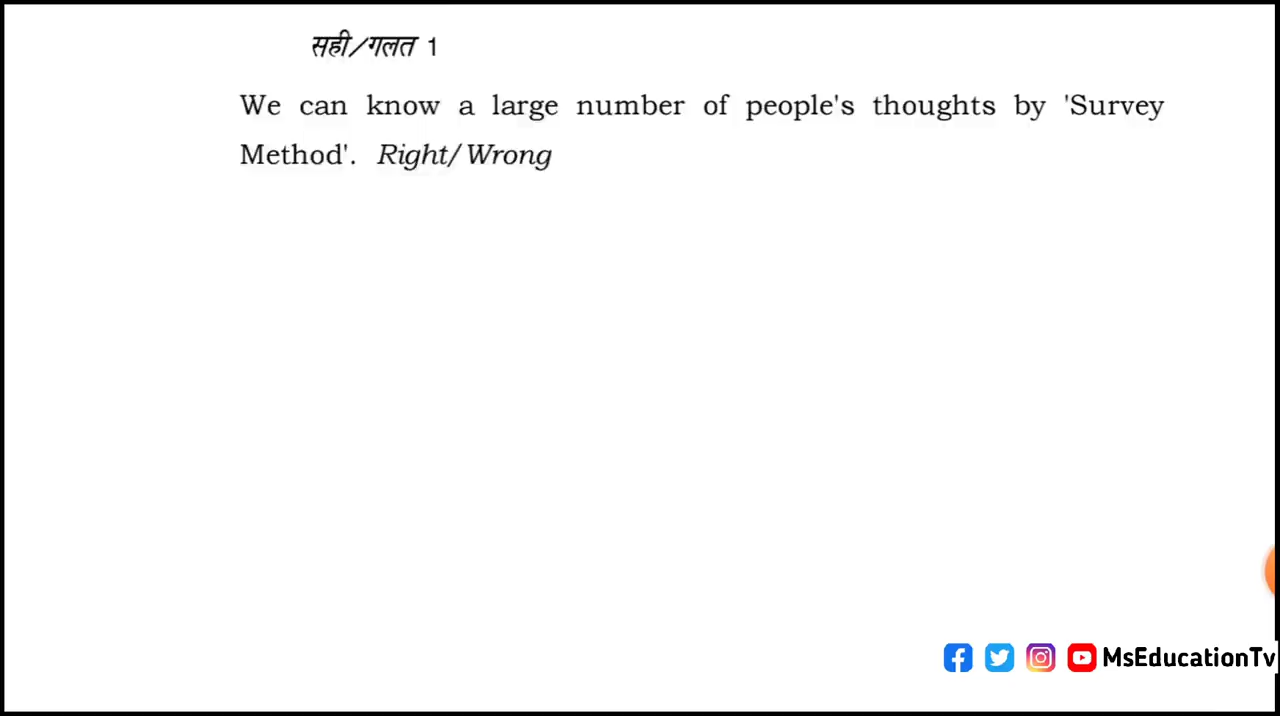 सही/गलत 1
We can know a large number of people's thoughts by 'Survey
Method'. Right/Wrong
MsEducationTv